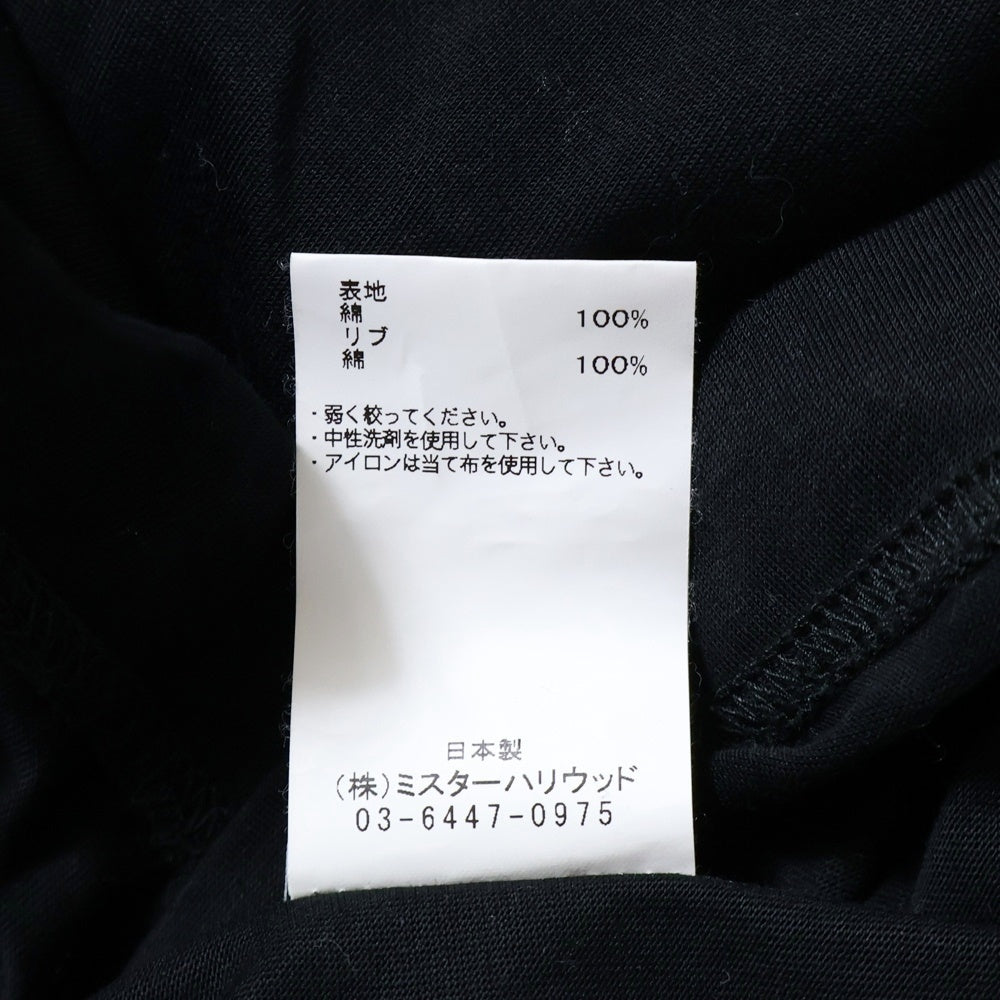 表地
綿 100%
リブ
綿 100%
・弱く絞ってください。
・中性洗剤を使用して下さい。
・アイロンは当て布を使用して下さい。
日本製
(株)ミスターハリウッド
03-6447-0975